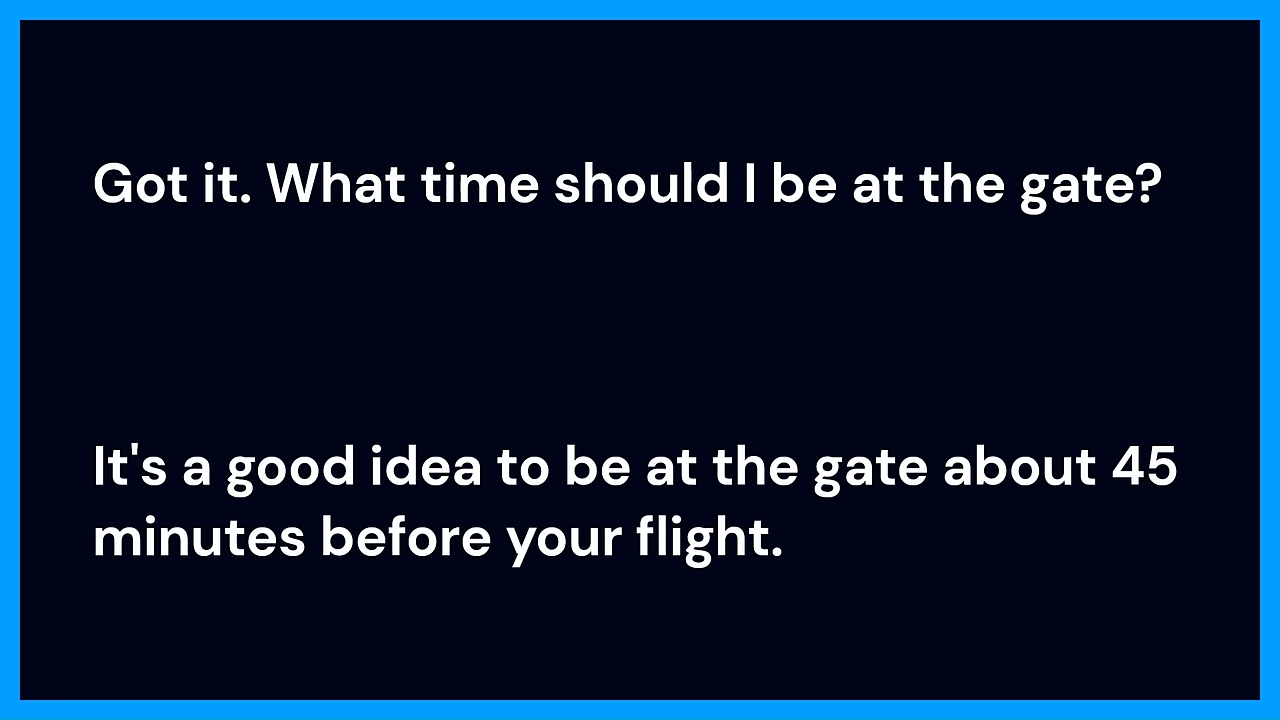 Got it. What time should I be at the gate?
It's a good idea to be at the gate about 45
minutes before your flight.